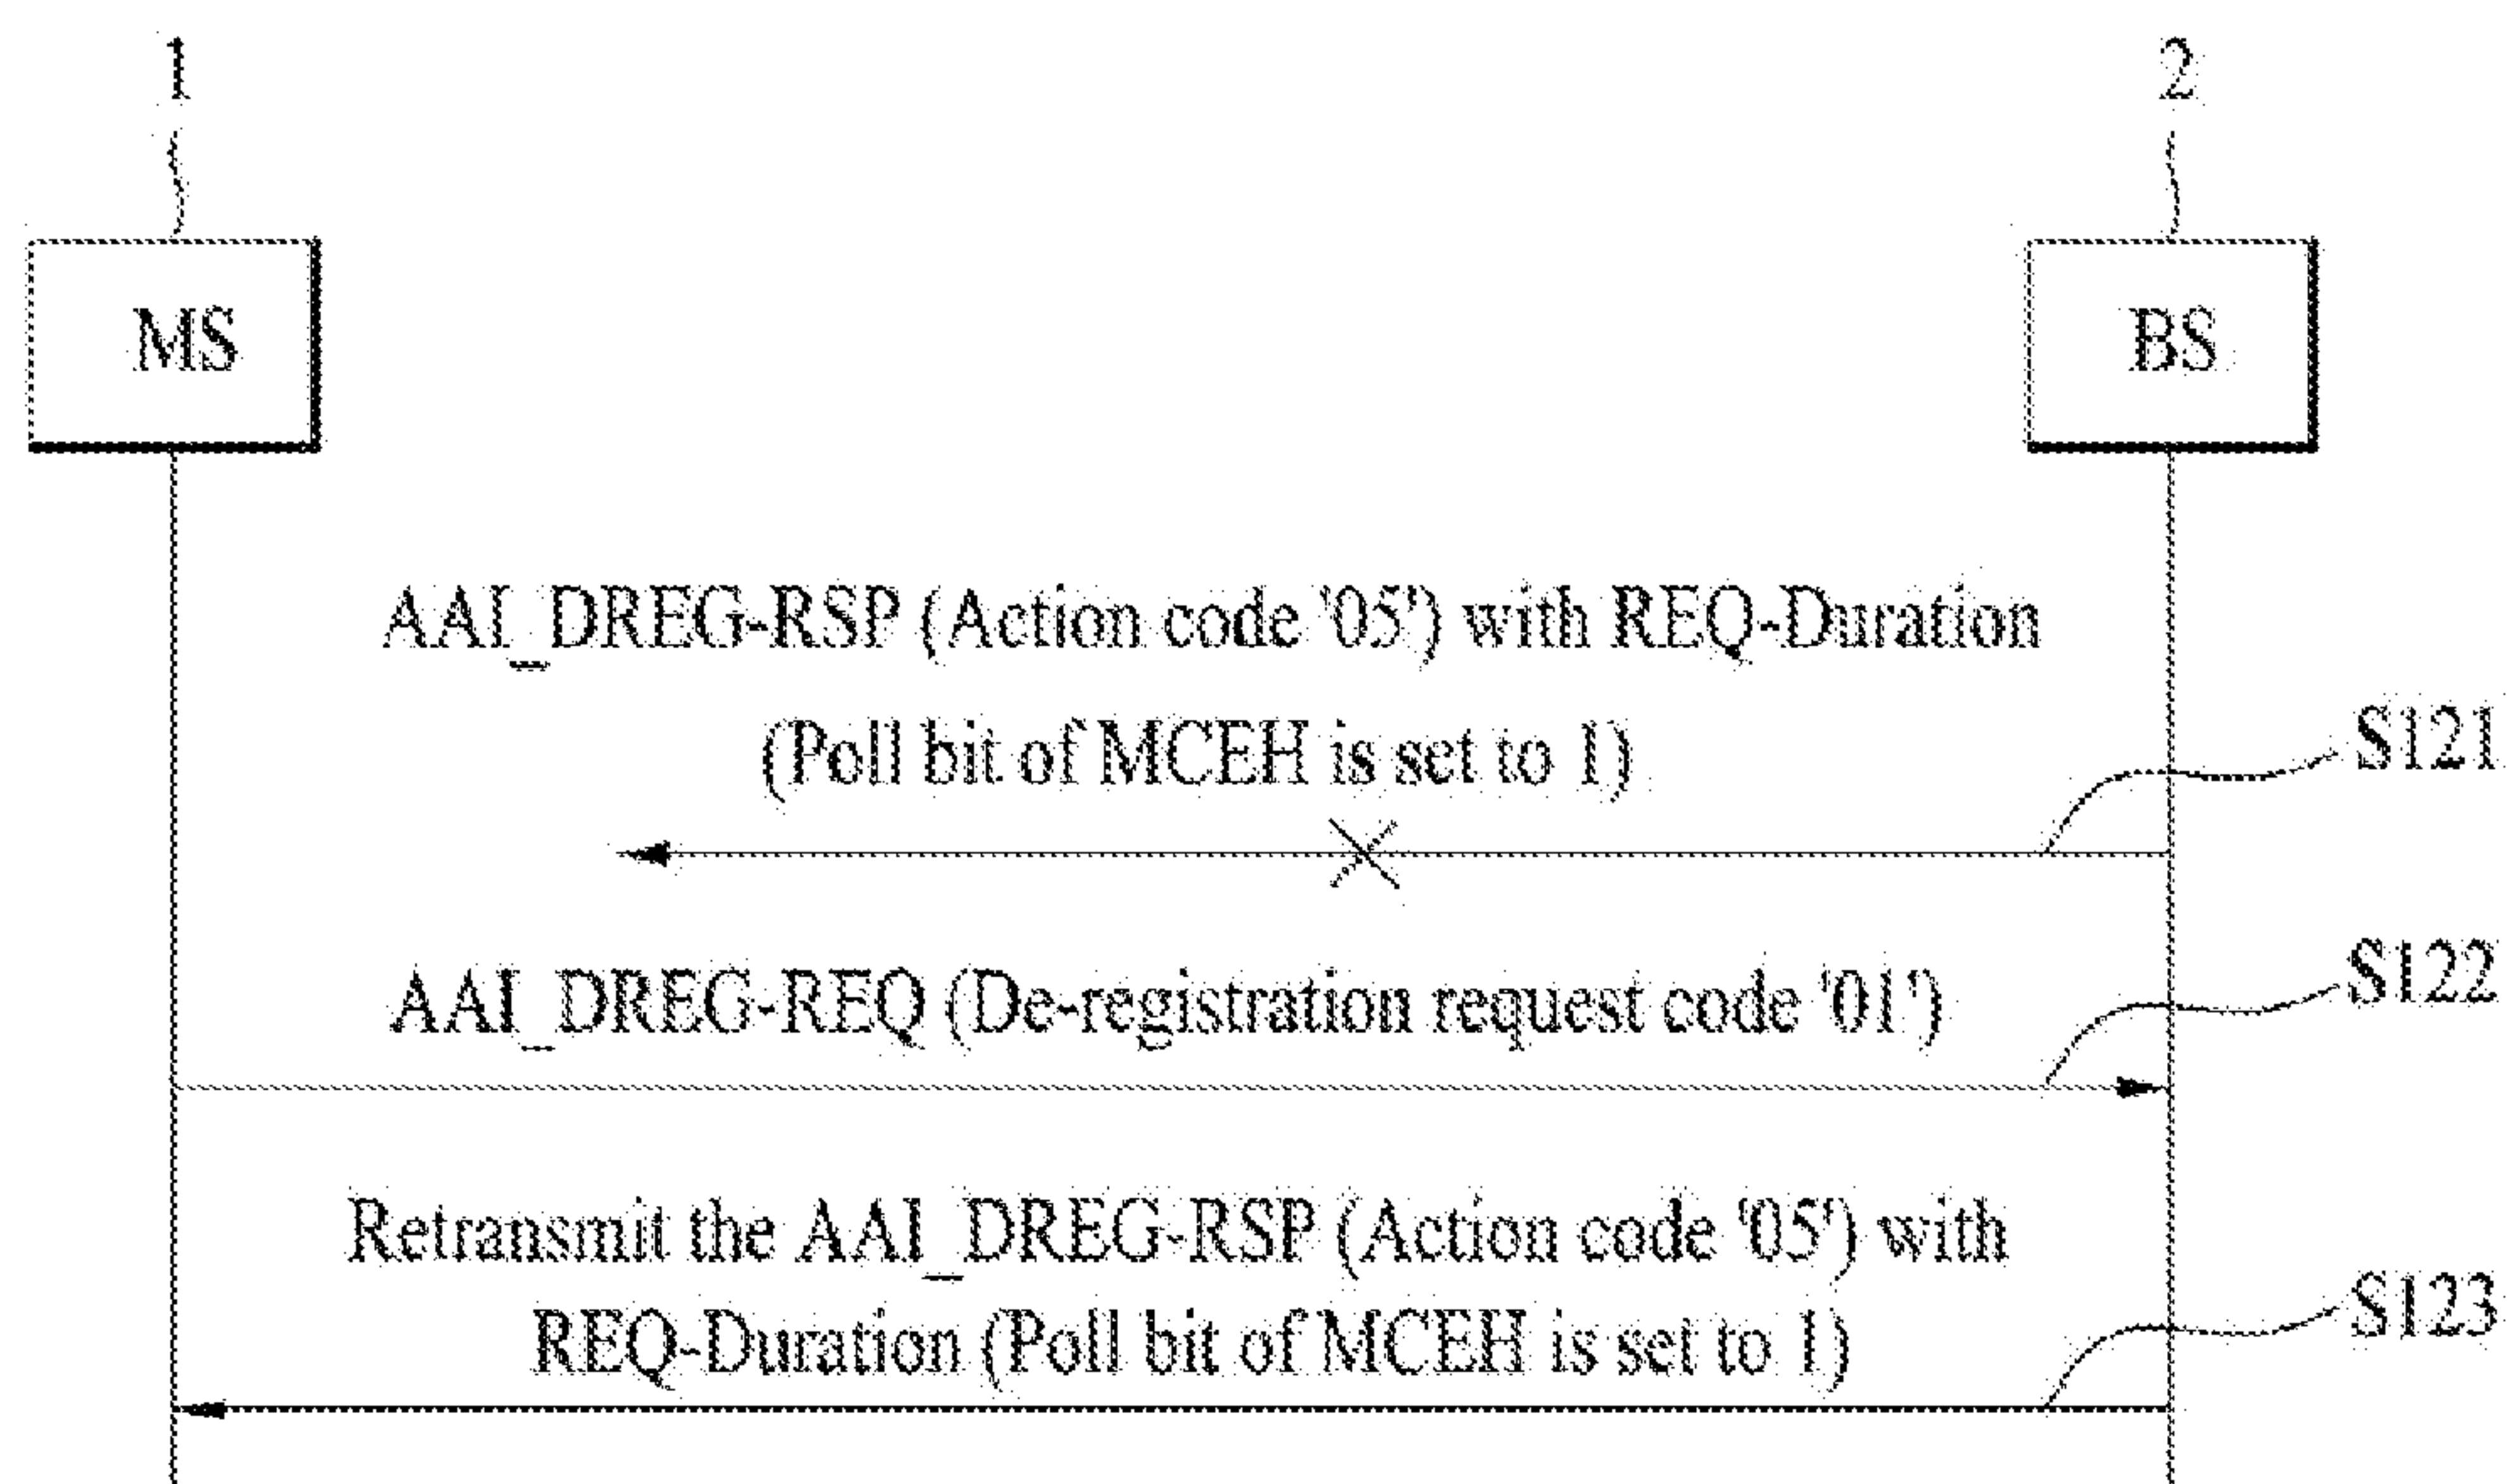 1
2
MS
BS
AAI_DREG-RSP (Action code '05') with REQ-Duration
(Poll bit of MCEH is set to 1)
S121
AAI_DREG-REQ (De-registration request code '01')
S122
Retransmit the AAI_DREG-RSP (Action code '05') with
REQ-Duration (Poll bit of MCEH is set to 1)
S123